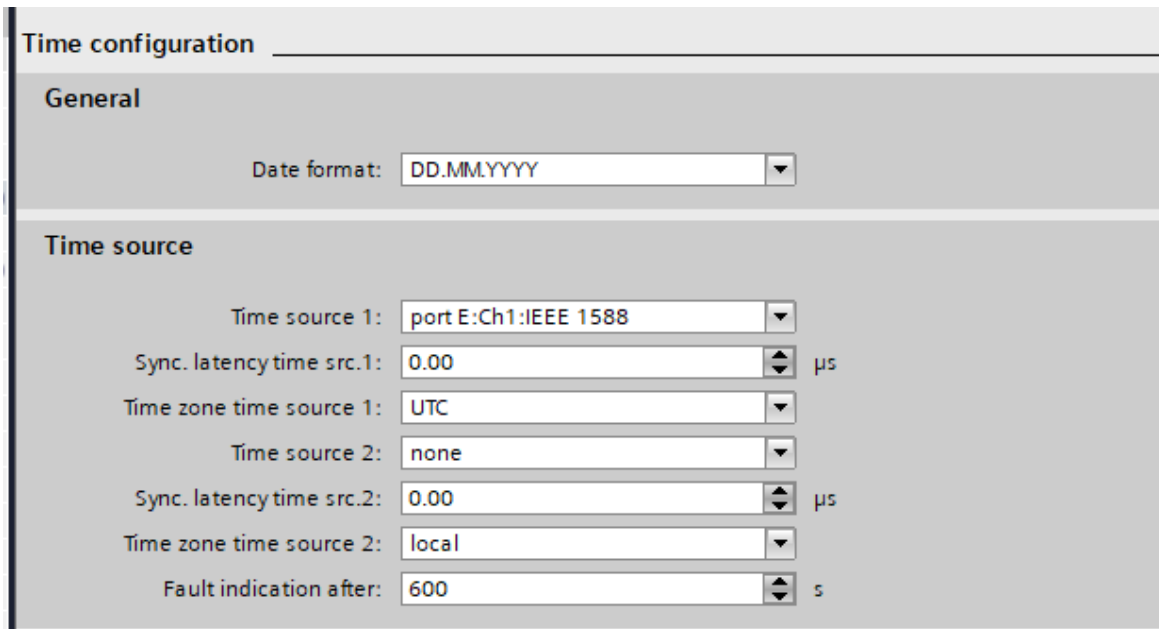 Time configuration
General
Date format: DD.MM.YYYY
Time source
Time source 1: port E:Ch1:IEEE 1588
Sync. latency time src.1: 0.00 µs
Time zone time source 1: UTC
Time source 2: none
Sync. latency time src.2: 0.00 µs
Time zone time source 2: local
Fault indication after: 600 s